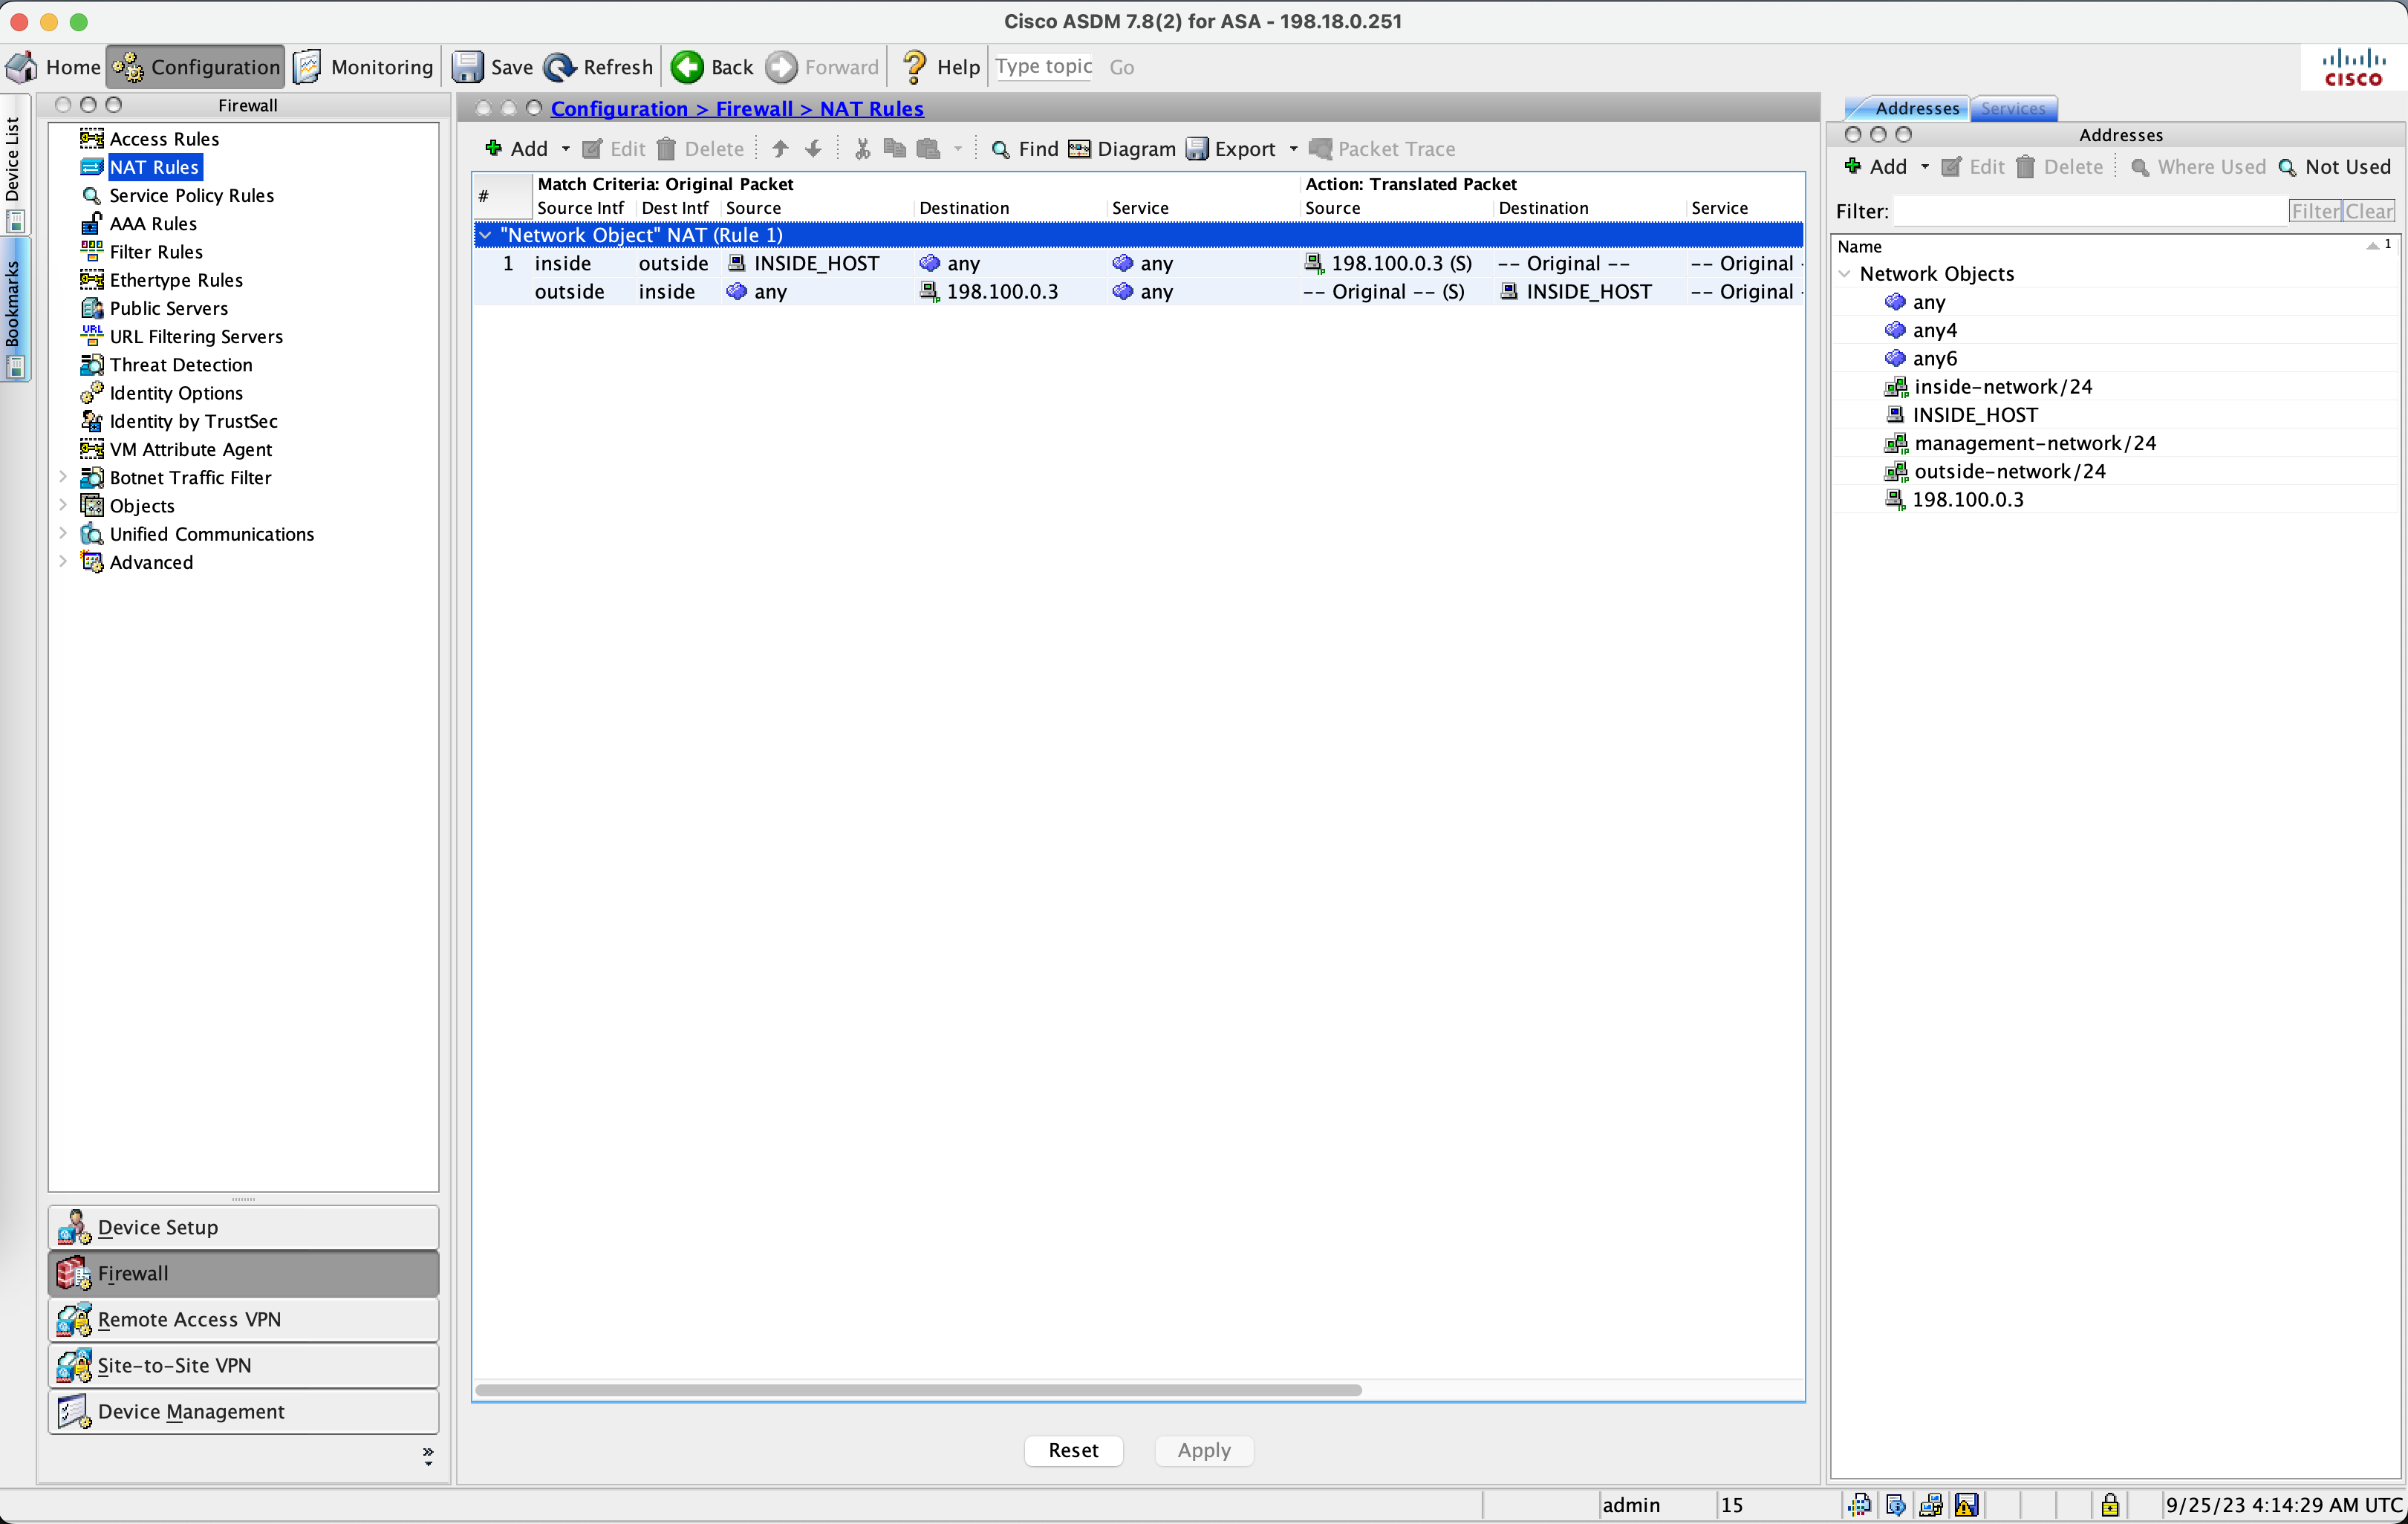 Cisco ASDM 7.8(2) for ASA - 198.18.0.251
Home Configuration Monitoring Save Refresh Back Forward Help Type topic Go
CISCO
Device List
Bookmarks
Firewall
Access Rules
NAT Rules
Service Policy Rules
AAA Rules
Filter Rules
Ethertype Rules
Public Servers
URL Filtering Servers
Threat Detection
Identity Options
Identity by TrustSec
VM Attribute Agent
Botnet Traffic Filter
Objects
Unified Communications
Advanced
Device Setup
Firewall
Remote Access VPN
Site-to-Site VPN
Device Management
Configuration > Firewall > NAT Rules
Add Edit Delete Find Diagram Export Packet Trace
# Match Criteria: Original Packet Action: Translated Packet
Source Intf Dest Intf Source Destination Service Source Destination Service
"Network Object" NAT (Rule 1)
1 inside outside INSIDE_HOST any any 198.100.0.3 (S) -- Original -- -- Original
outside inside any 198.100.0.3 any -- Original -- (S) INSIDE_HOST -- Original
Reset Apply
Addresses Services
Addresses
Add Edit Delete Where Used Not Used
Filter: Filter Clear
Name 1
Network Objects
any
any4
any6
inside-network/24
INSIDE_HOST
management-network/24
outside-network/24
198.100.0.3
admin 15 9/25/23 4:14:29 AM UTC